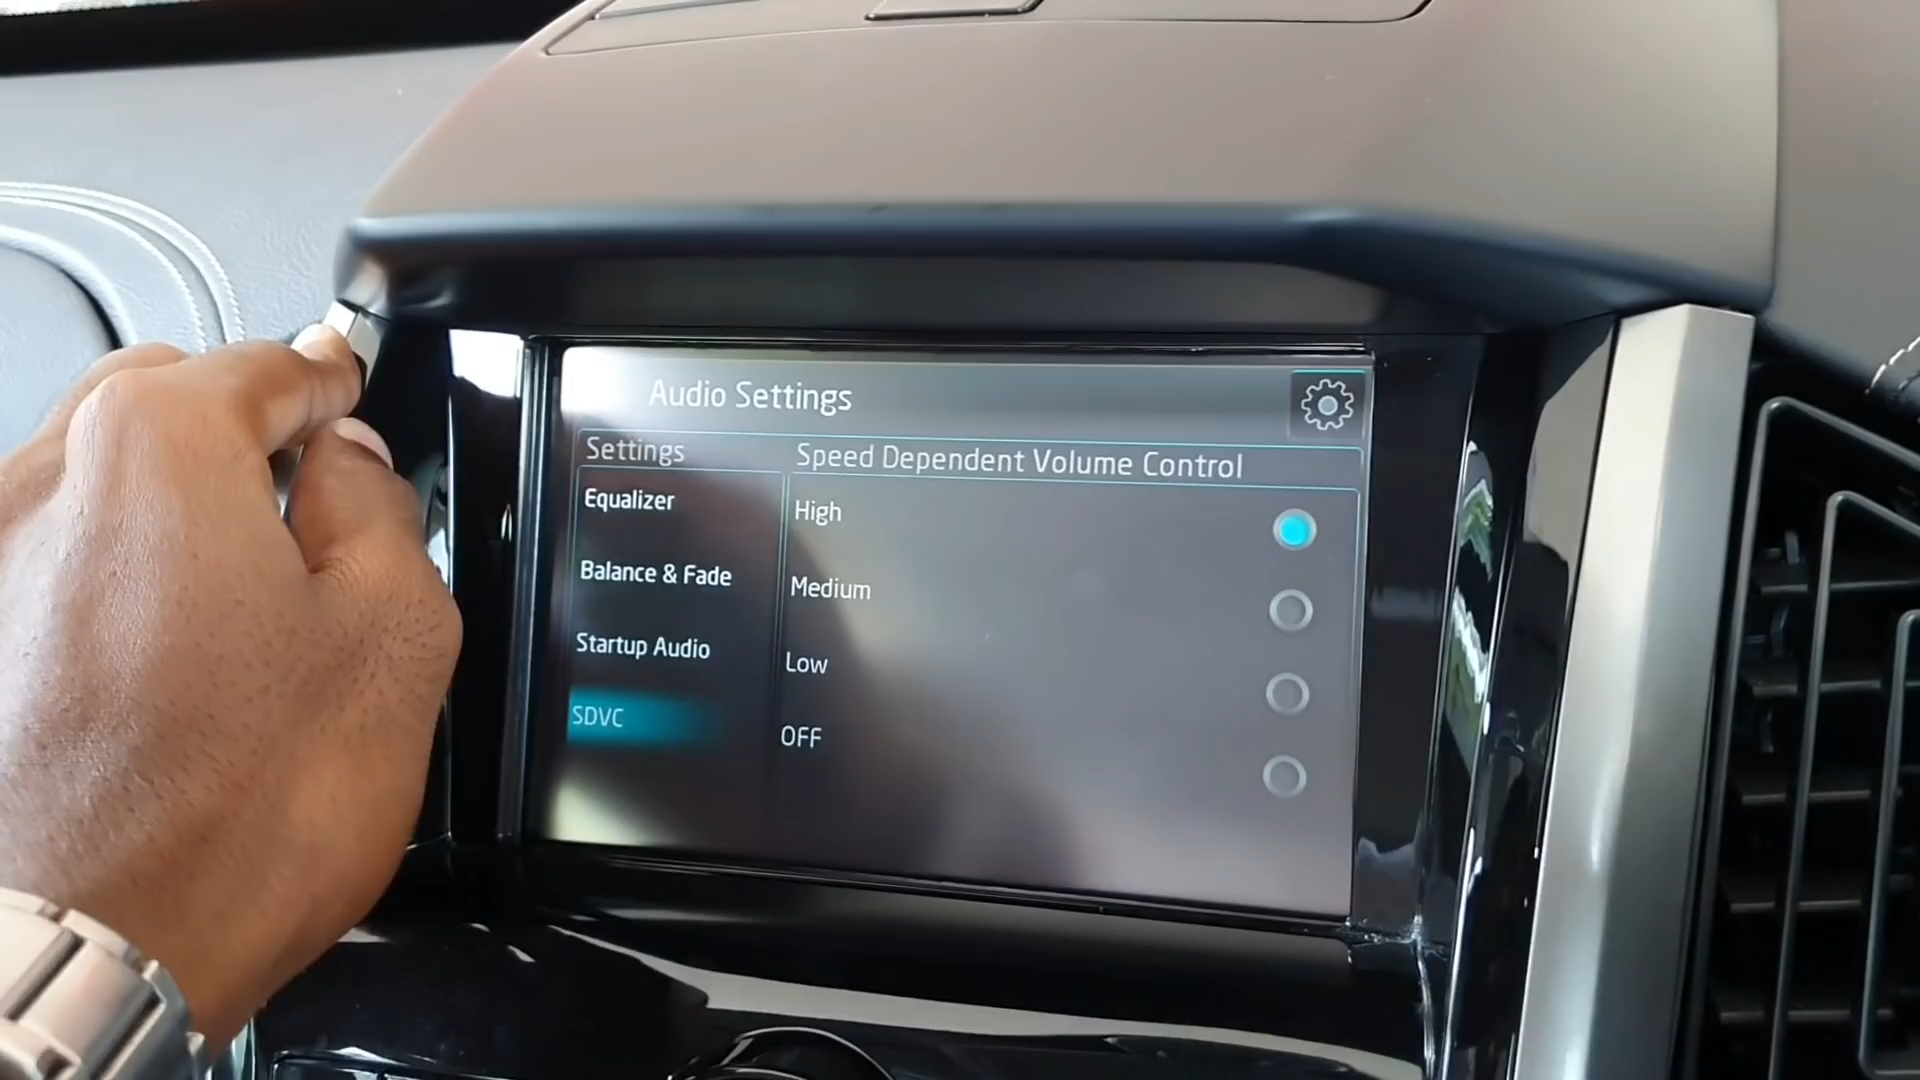 Audio Settings
Settings
Speed Dependent Volume Control
Equalizer
High
Balance & Fade
Medium
Startup Audio
Low
SDVC
OFF